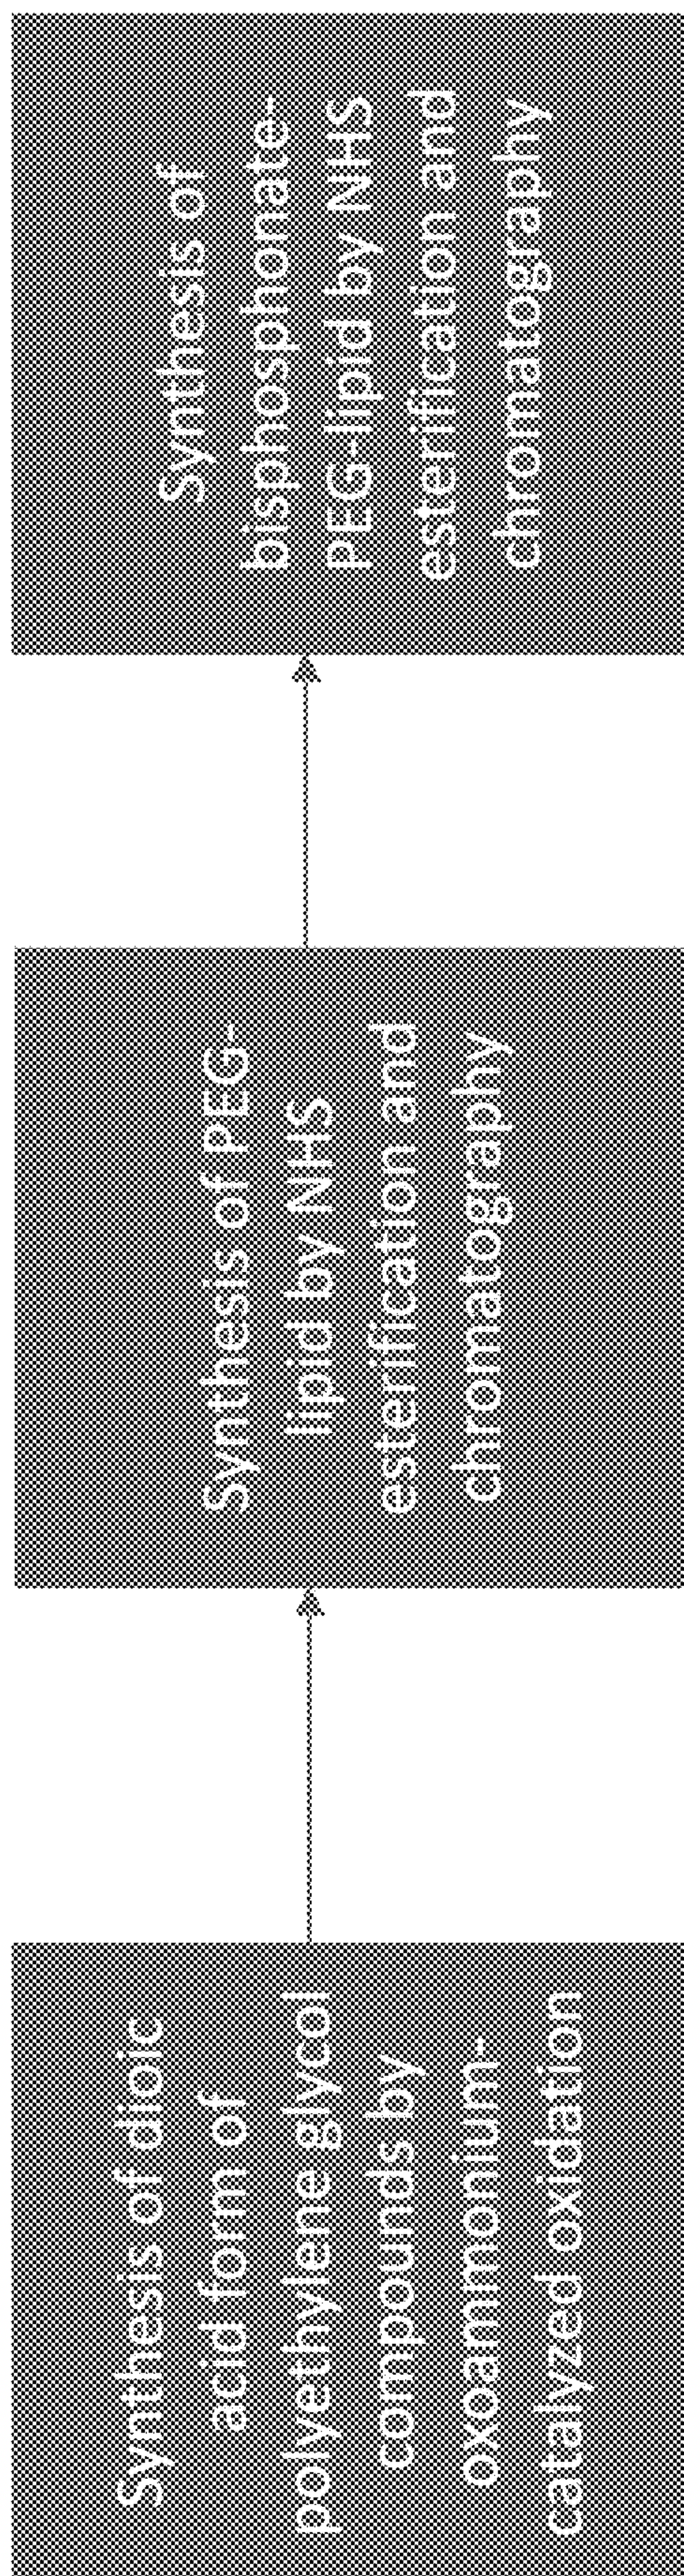 Synthesis of dioic
acid form of
polyethylene glycol
compounds by
oxoammonium-
catalyzed oxidation
Synthesis of PEG-
lipid by NHS
esterification and
chromatography
Synthesis of
bisphosphonate-
PEG-lipid by NHS
esterification and
chromatography